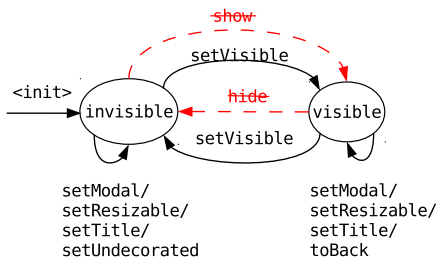 show
setVisible
<init>
hide
invisible
visible
setVisible
setModal/
setResizable/
setTitle/
setUndecorated
setModal/
setResizable/
setTitle/
toBack